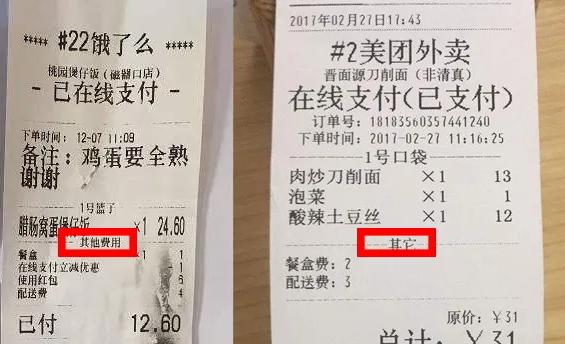 ***** #22饿了么 *****
桃园煲仔饭(磁器口店)
- 已在线支付 -
下单时间: 12-07 11:09
备注: 鸡蛋要全熟
谢谢
1号篮子
腊肠窝蛋煲仔饭 ×1 24.60
其他费用
餐盒 ×1 1
在线支付立减优惠 1
使用红包 6
配送费 4
已付 12.60
2017年02月27日17:43
#2美团外卖
晋面源刀削面(非清真)
在线支付(已支付)
订单号: 18183560357441240
下单时间: 2017-02-27 11:16:25
1号口袋
肉炒刀削面 ×1 13
泡菜 ×1 1
酸辣土豆丝 ×1 12
其它
餐盒费: 2
配送费: 3
原价: ¥31
总计: ¥31